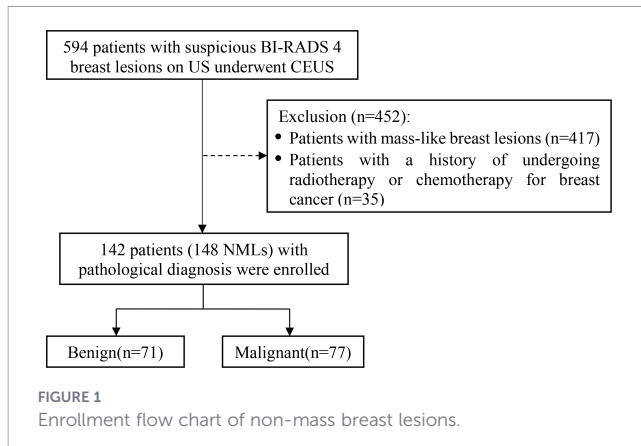 594 patients with suspicious BI-RADS 4
breast lesions on US underwent CEUS
Exclusion (n=452):
• Patients with mass-like breast lesions (n=417)
• Patients with a history of undergoing
radiotherapy or chemotherapy for breast
cancer (n=35)
142 patients (148 NMLs) with
pathological diagnosis were enrolled
Benign(n=71)
Malignant(n=77)
FIGURE 1
Enrollment flow chart of non-mass breast lesions.